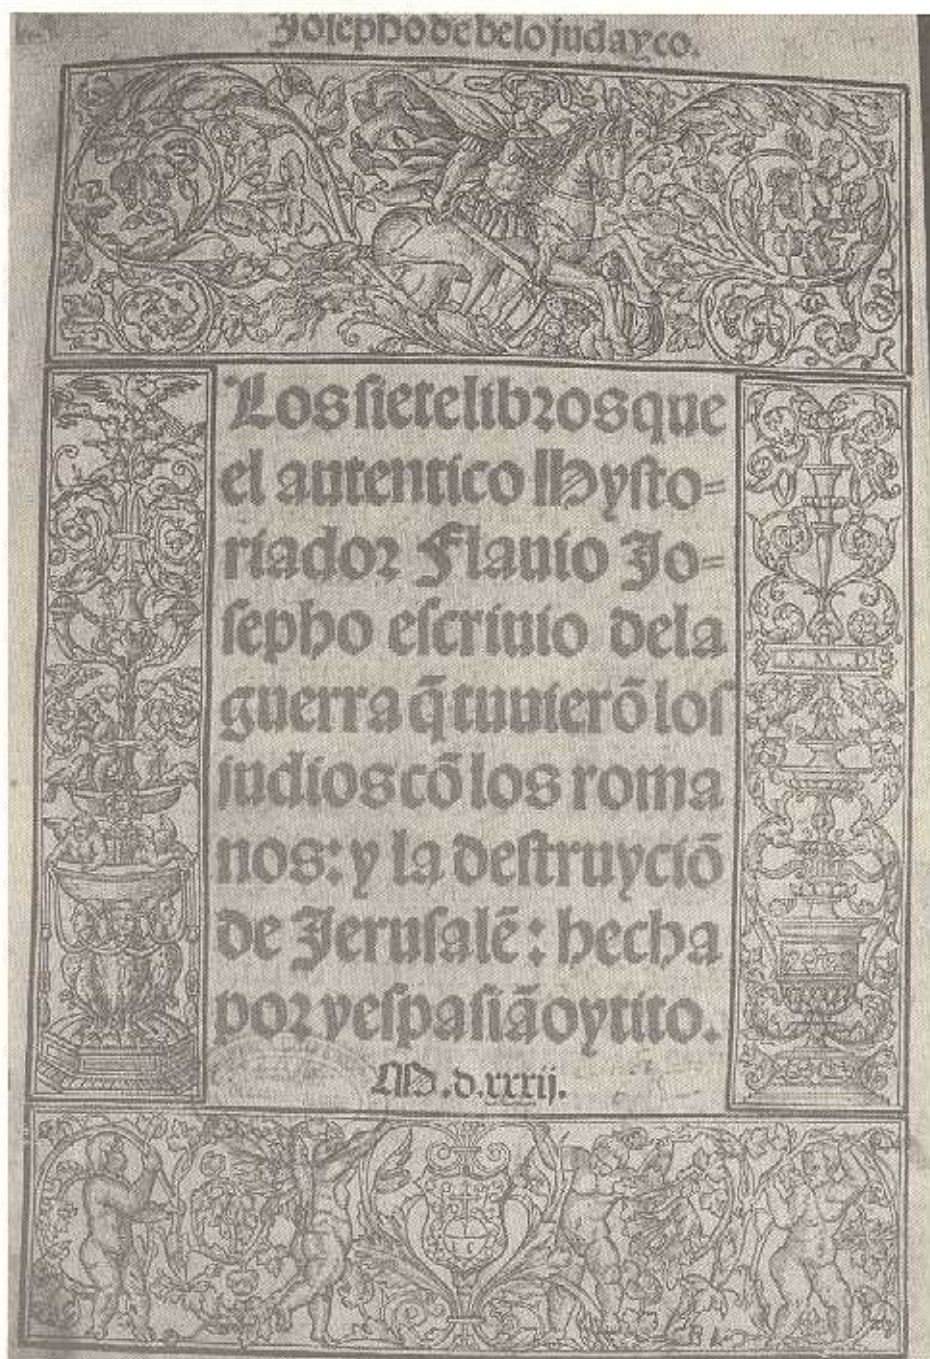 Josepho de belo judayco.
Los siete libros que
el autentico Hysto=
riador Flauio Jo=
sepho escriuio dela
guerra q̃ tuuierõ los
judios cõ los roma
nos: y la destruyciõ
de Jerusalẽ: hecha
por vespasião y tito.
M.d.xxxij.